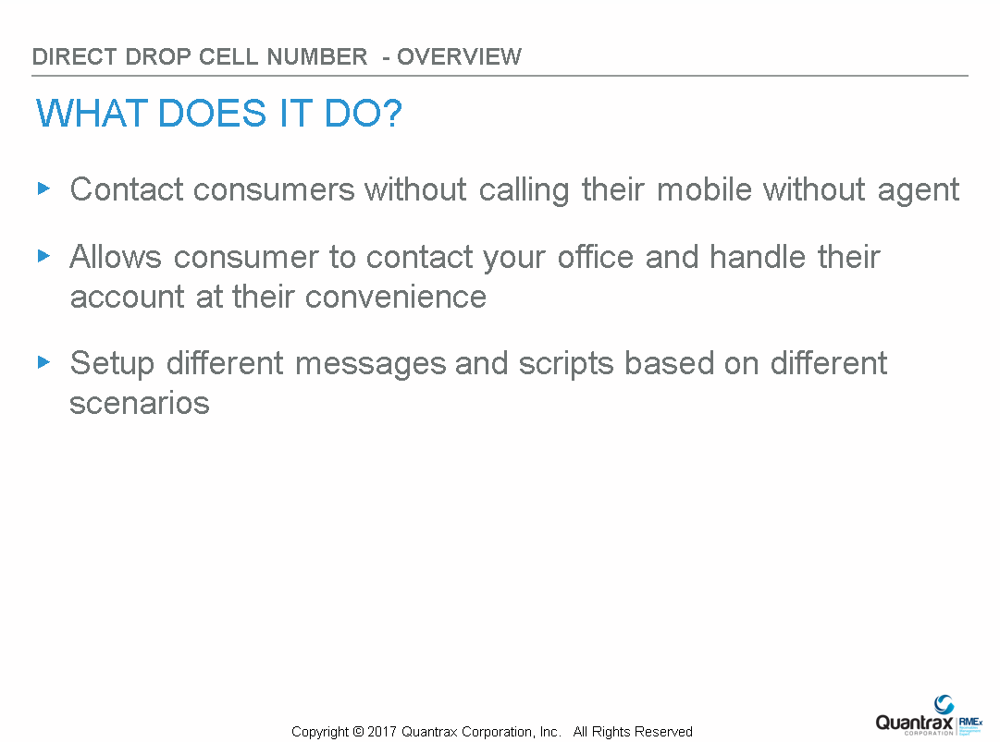 DIRECT DROP CELL NUMBER - OVERVIEW
WHAT DOES IT DO?
Contact consumers without calling their mobile without agent
Allows consumer to contact your office and handle their
account at their convenience
Setup different messages and scripts based on different
scenarios
Copyright © 2017 Quantrax Corporation, Inc. All Rights Reserved
Quantrax
CORPORATION
RMEx